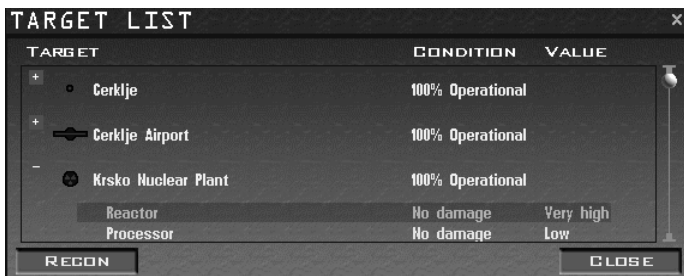 TARGET LIST x
TARGET CONDITION VALUE
+ Cerklje 100% Operational
+ Cerklje Airport 100% Operational
− Krsko Nuclear Plant 100% Operational
Reactor No damage Very high
Processor No damage Low
RECON CLOSE